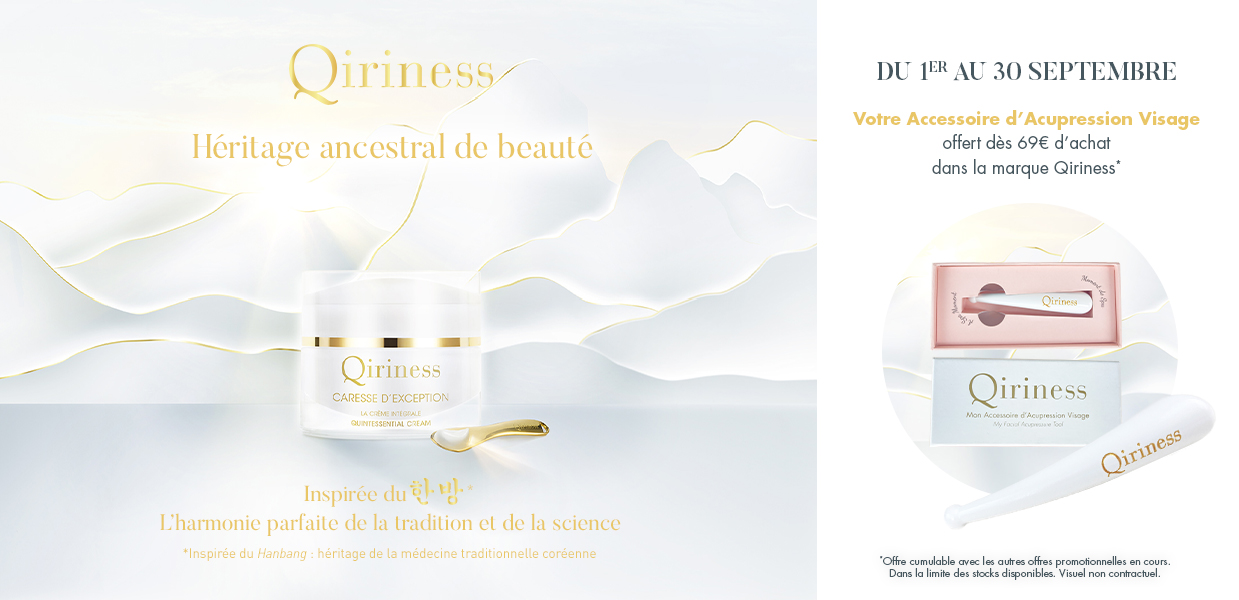 Qiriness
Héritage ancestral de beauté
Qiriness
CARESSE D'EXCEPTION
LA CRÈME INTÉGRALE
QUINTESSENTIAL CREAM
Inspirée du 한방*
L'harmonie parfaite de la tradition et de la science
*Inspirée du Hanbang : héritage de la médecine traditionnelle coréenne
DU 1ER AU 30 SEPTEMBRE
Votre Accessoire d'Acupression Visage
offert dès 69€ d'achat
dans la marque Qiriness*
Moment de Spa
Qiriness
Qiriness
Mon Accessoire d'Acupression Visage
My Facial Acupressure Tool
Qiriness
*Offre cumulable avec les autres offres promotionnelles en cours.
Dans la limite des stocks disponibles. Visuel non contractuel.